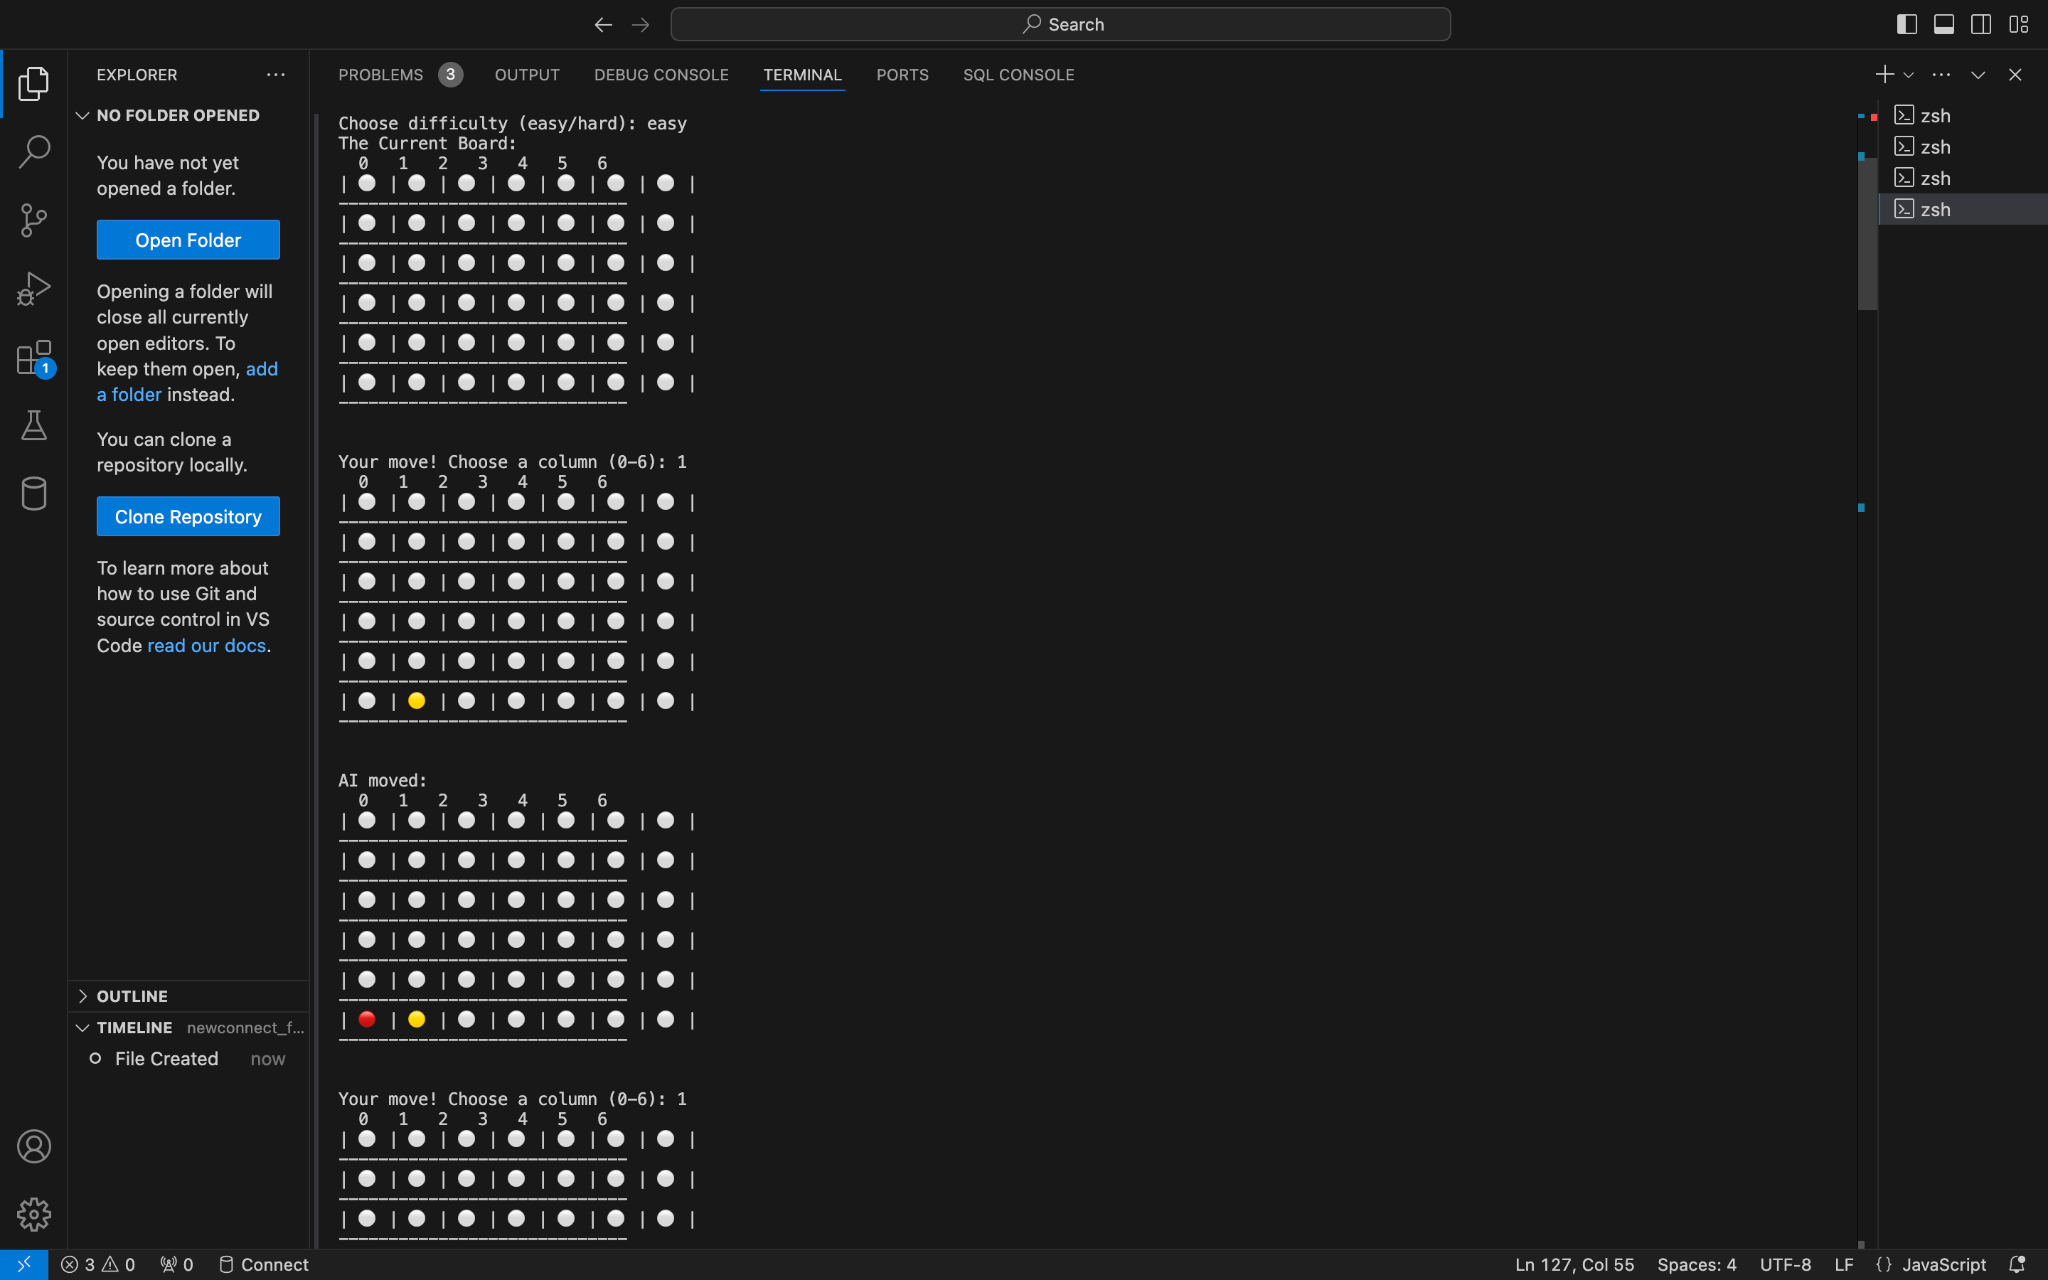 Search
EXPLORER
NO FOLDER OPENED
You have not yet
opened a folder.
Open Folder
Opening a folder will
close all currently
open editors. To
keep them open, add
a folder instead.
You can clone a
repository locally.
Clone Repository
To learn more about
how to use Git and
source control in VS
Code read our docs.
OUTLINE
TIMELINE newconnect_f...
File Created now
1
PROBLEMS 3 OUTPUT DEBUG CONSOLE TERMINAL PORTS SQL CONSOLE
Choose difficulty (easy/hard): easy
The Current Board:
0 1 2 3 4 5 6
Your move! Choose a column (0-6): 1
0 1 2 3 4 5 6
AI moved:
0 1 2 3 4 5 6
Your move! Choose a column (0-6): 1
0 1 2 3 4 5 6
zsh
zsh
zsh
zsh
3 0 0 Connect Ln 127, Col 55 Spaces: 4 UTF-8 LF {} JavaScript